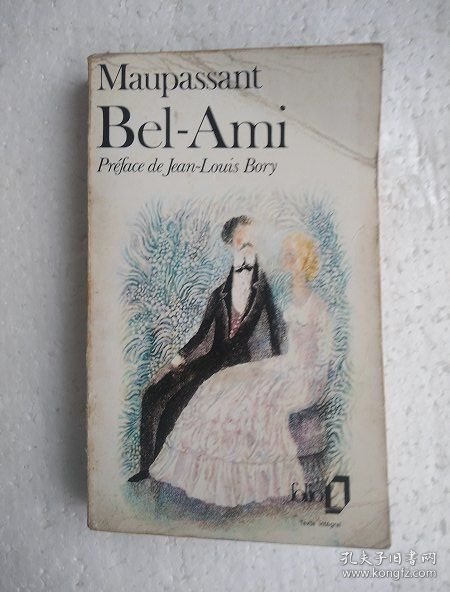 Maupassant
Bel-Ami
Préface de Jean-Louis Bory
folio
Texte intégral
孔夫子旧书网
www.kongfz.com